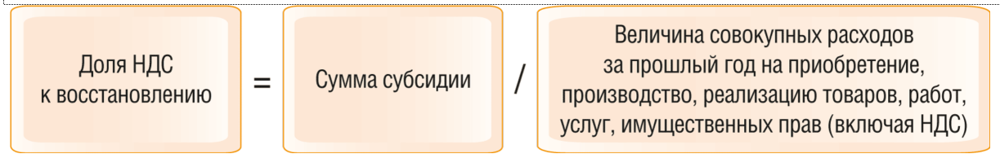 Доля НДС
к восстановлению
=
Сумма субсидии
/
Величина совокупных расходов
за прошлый год на приобретение,
производство, реализацию товаров, работ,
услуг, имущественных прав (включая НДС)